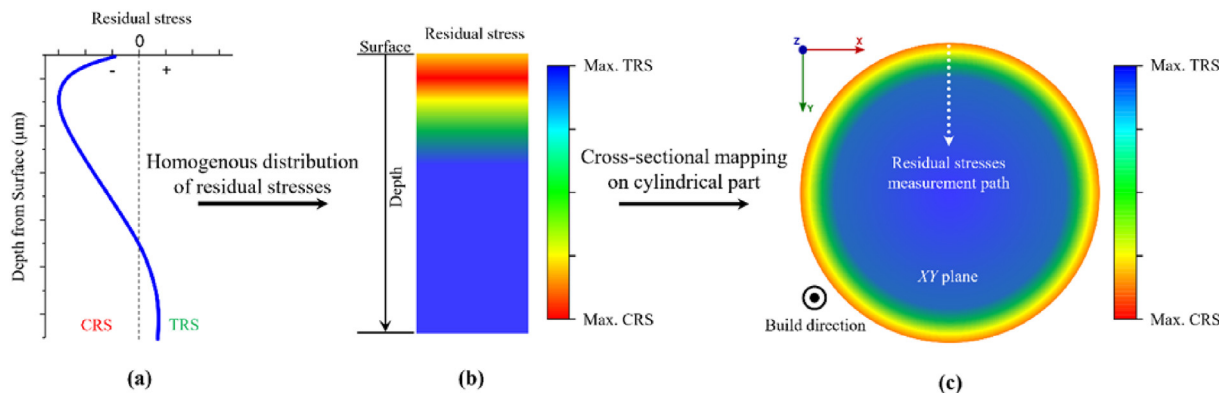 Residual stress
0
-
+
Depth from Surface (μm)
CRS
TRS
(a)
Homogenous distribution
of residual stresses
Residual stress
Surface
Depth
Max. TRS
Max. CRS
(b)
Cross-sectional mapping
on cylindrical part
Z
X
Y
Residual stresses
measurement path
XY plane
Build direction
Max. TRS
Max. CRS
(c)